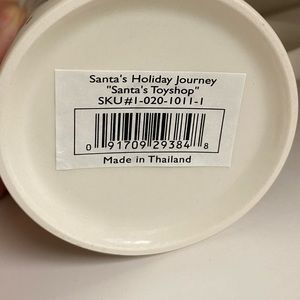 Santa's Holiday Journey
"Santa's Toyshop"
SKU#1-020-1011-1
0 91709 29384 8
Made in Thailand